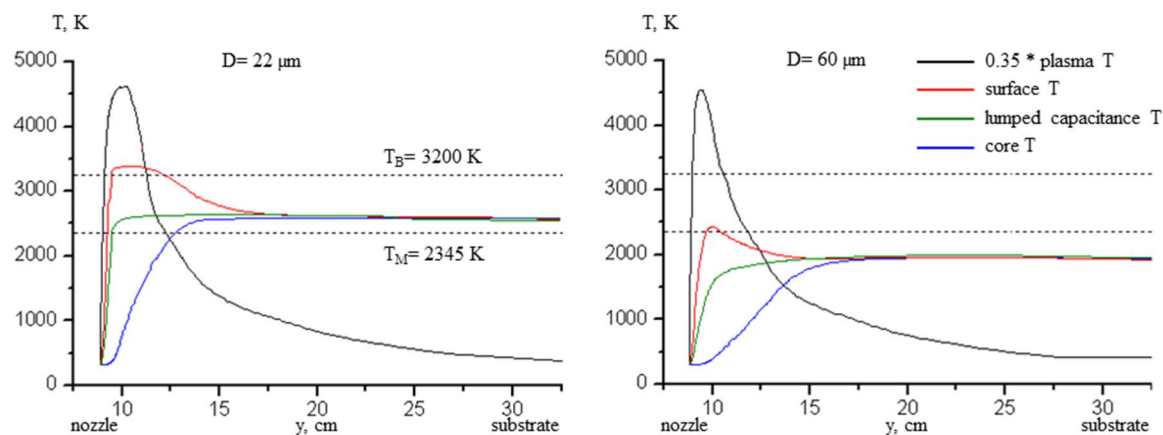 T, K
D= 22 μm
5000
4000
3000
2000
1000
0
T_B= 3200 K
T_M= 2345 K
10
15
20
25
30
nozzle
y, cm
substrate
T, K
D= 60 μm
5000
4000
3000
2000
1000
0
0.35 * plasma T
surface T
lumped capacitance T
core T
10
15
20
25
30
nozzle
y, cm
substrate